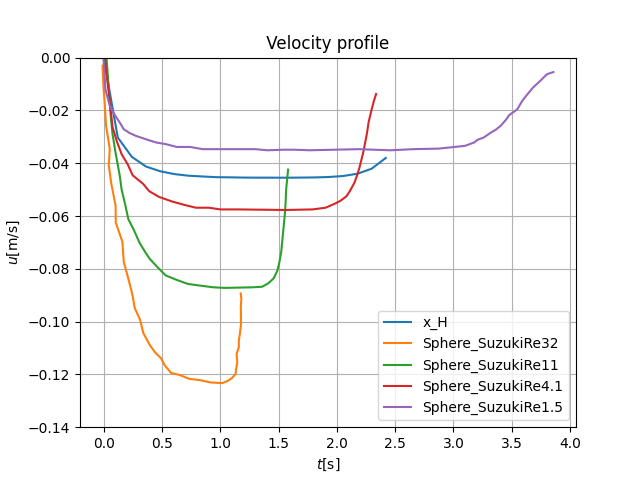 Velocity profile
0.00
−0.02
−0.04
−0.06
−0.08
−0.10
−0.12
−0.14
u[m/s]
0.0 0.5 1.0 1.5 2.0 2.5 3.0 3.5 4.0
t[s]
x_H
Sphere_SuzukiRe32
Sphere_SuzukiRe11
Sphere_SuzukiRe4.1
Sphere_SuzukiRe1.5